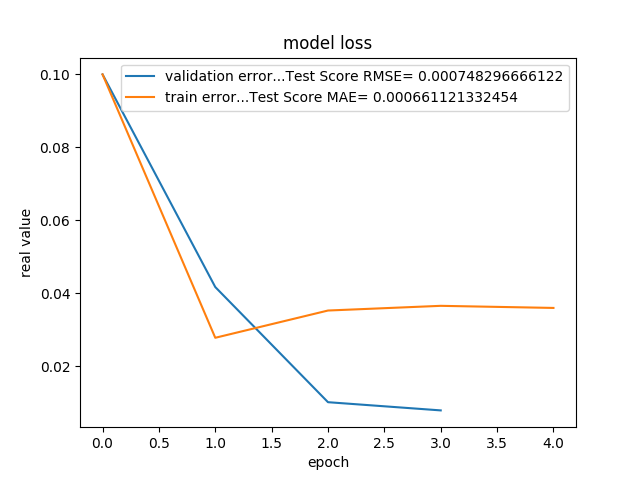 model loss
validation error...Test Score RMSE= 0.000748296666122
train error...Test Score MAE= 0.000661121332454
0.10
0.08
0.06
0.04
0.02
real value
0.0 0.5 1.0 1.5 2.0 2.5 3.0 3.5 4.0
epoch